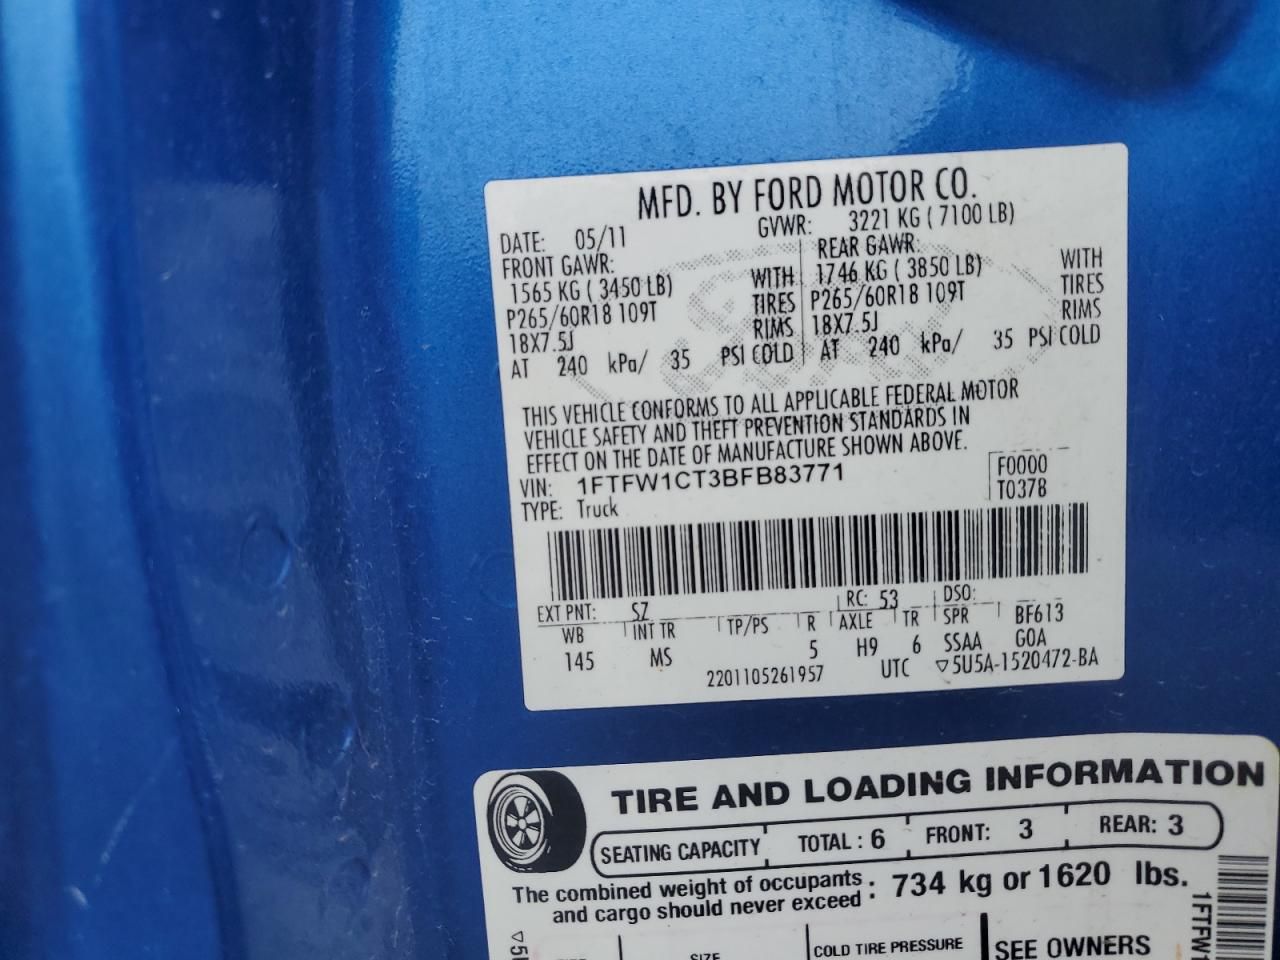 MFD. BY FORD MOTOR CO.
DATE: 05/11 GVWR: 3221 KG ( 7100 LB)
FRONT GAWR: REAR GAWR:
1565 KG ( 3450 LB) WITH 1746 KG ( 3850 LB) WITH
P265/60R18 109T TIRES P265/60R18 109T TIRES
18X7.5J RIMS 18X7.5J RIMS
AT 240 kPa/ 35 PSI COLD AT 240 kPa/ 35 PSI COLD
THIS VEHICLE CONFORMS TO ALL APPLICABLE FEDERAL MOTOR
VEHICLE SAFETY AND THEFT PREVENTION STANDARDS IN
EFFECT ON THE DATE OF MANUFACTURE SHOWN ABOVE.
VIN: 1FTFW1CT3BFB83771 F0000
TYPE: Truck T0378
EXT PNT: SZ RC: 53 DSO:
WB INT TR TP/PS R AXLE TR SPR BF613
145 MS 5 H9 6 SSAA GOA
2201105261957 UTC ▽5U5A-1520472-BA
TIRE AND LOADING INFORMATION
SEATING CAPACITY TOTAL : 6 FRONT: 3 REAR: 3
The combined weight of occupants : 734 kg or 1620 lbs.
and cargo should never exceed
SIZE COLD TIRE PRESSURE SEE OWNERS
1FTFW1
▽5